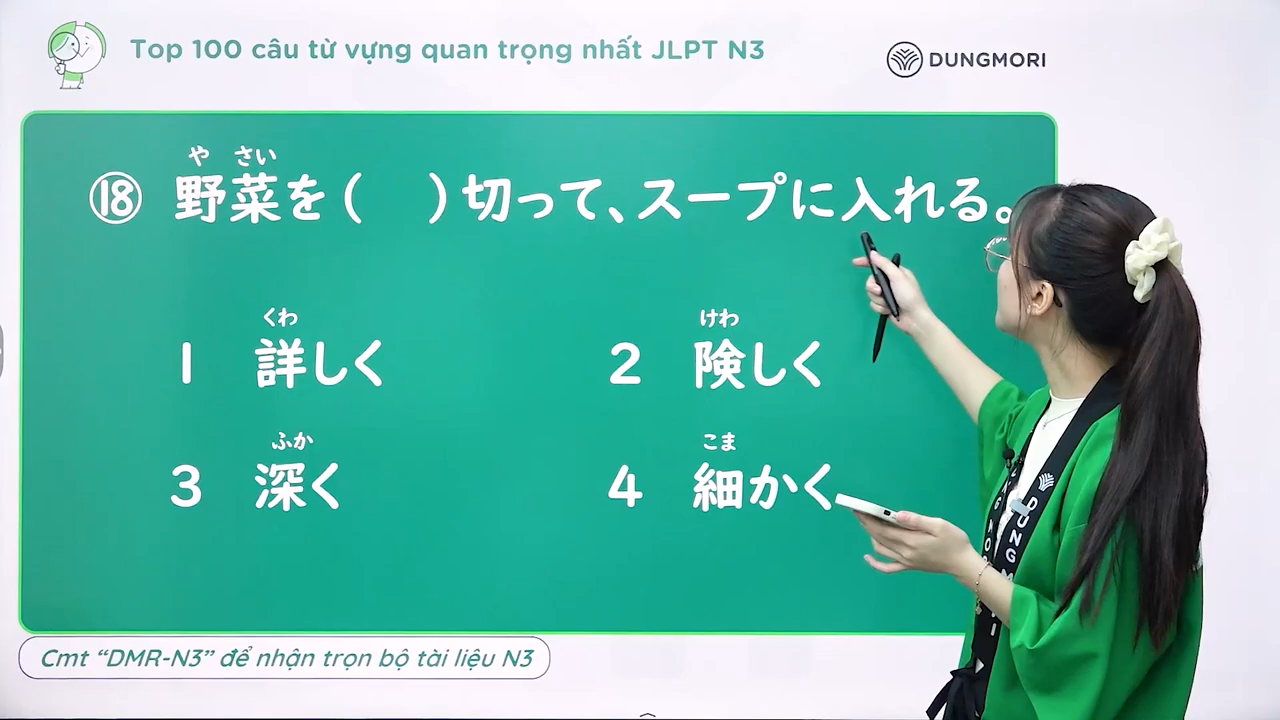 Top 100 câu từ vựng quan trọng nhất JLPT N3
DUNGMORI
や さい
⑱ 野菜を( )切って、スープに入れる。
くわ
1 詳しく
けわ
2 険しく
ふか
3 深く
こま
4 細かく
Cmt “DMR-N3” để nhận trọn bộ tài liệu N3